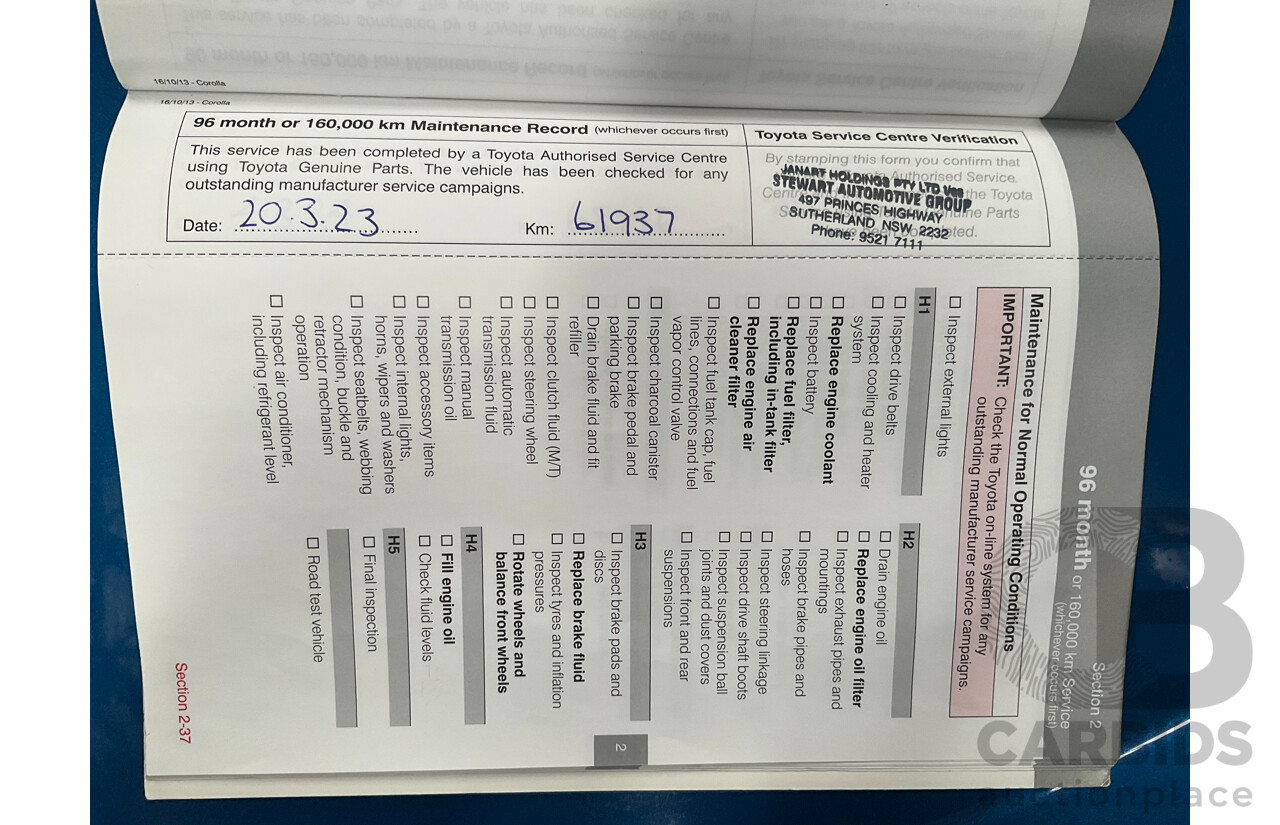 16/10/13 - Corolla
16/10/13 - Corolla
96 month or 160,000 km Maintenance Record (whichever occurs first)
This service has been completed by a Toyota Authorised Service Centre
using Toyota Genuine Parts. The vehicle has been checked for any
outstanding manufacturer service campaigns.
Date: 20.3.23
Km: 61937
Toyota Service Centre Verification
By stamping this form you confirm that
Authorised Service
the Toyota
Parts
JANART HOLDINGS PTY LTD
STEWART AUTOMOTIVE GROUP
497 PRINCES HIGHWAY
SUTHERLAND NSW 2232
Phone: 9521 7111
Section 2
96 month or 160,000 km Service
(whichever occurs first)
Maintenance for Normal Operating Conditions
IMPORTANT: Check the Toyota on-line system for any
outstanding manufacturer service campaigns.
Inspect external lights
H1
Inspect drive belts
Inspect cooling and heater
system
Replace engine coolant
Inspect battery
Replace fuel filter,
including in-tank filter
Replace engine air
cleaner filter
Inspect fuel tank cap, fuel
lines, connections and fuel
vapor control valve
Inspect charcoal canister
Inspect brake pedal and
parking brake
Drain brake fluid and fit
refiller
Inspect clutch fluid (M/T)
Inspect steering wheel
Inspect automatic
transmission fluid
Inspect manual
transmission oil
Inspect accessory items
Inspect internal lights,
horns, wipers and washers
Inspect seatbelts, webbing
condition, buckle and
retractor mechanism
operation
Inspect air conditioner,
including refrigerant level
H2
Drain engine oil
Replace engine oil filter
Inspect exhaust pipes and
mountings
Inspect brake pipes and
hoses
Inspect steering linkage
Inspect drive shaft boots
Inspect suspension ball
joints and dust covers
Inspect front and rear
suspensions
H3
Inspect brake pads and
discs
Replace brake fluid
Inspect tyres and inflation
pressures
Rotate wheels and
balance front wheels
H4
Fill engine oil
Check fluid levels
H5
Final inspection
Road test vehicle
2
Section 2-37
CARBIDS
auctionplace